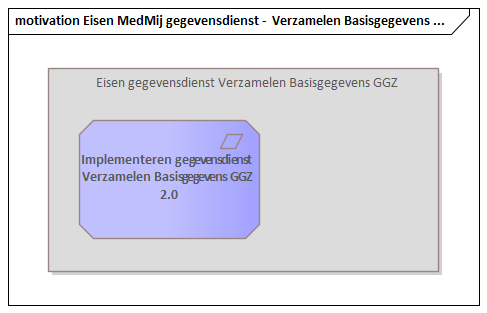 motivation Eisen MedMij gegevensdienst - Verzamelen Basisgegevens ...
Eisen gegevensdienst Verzamelen Basisgegevens GGZ
Implementeren gegevensdienst
Verzamelen Basisgegevens GGZ
2.0